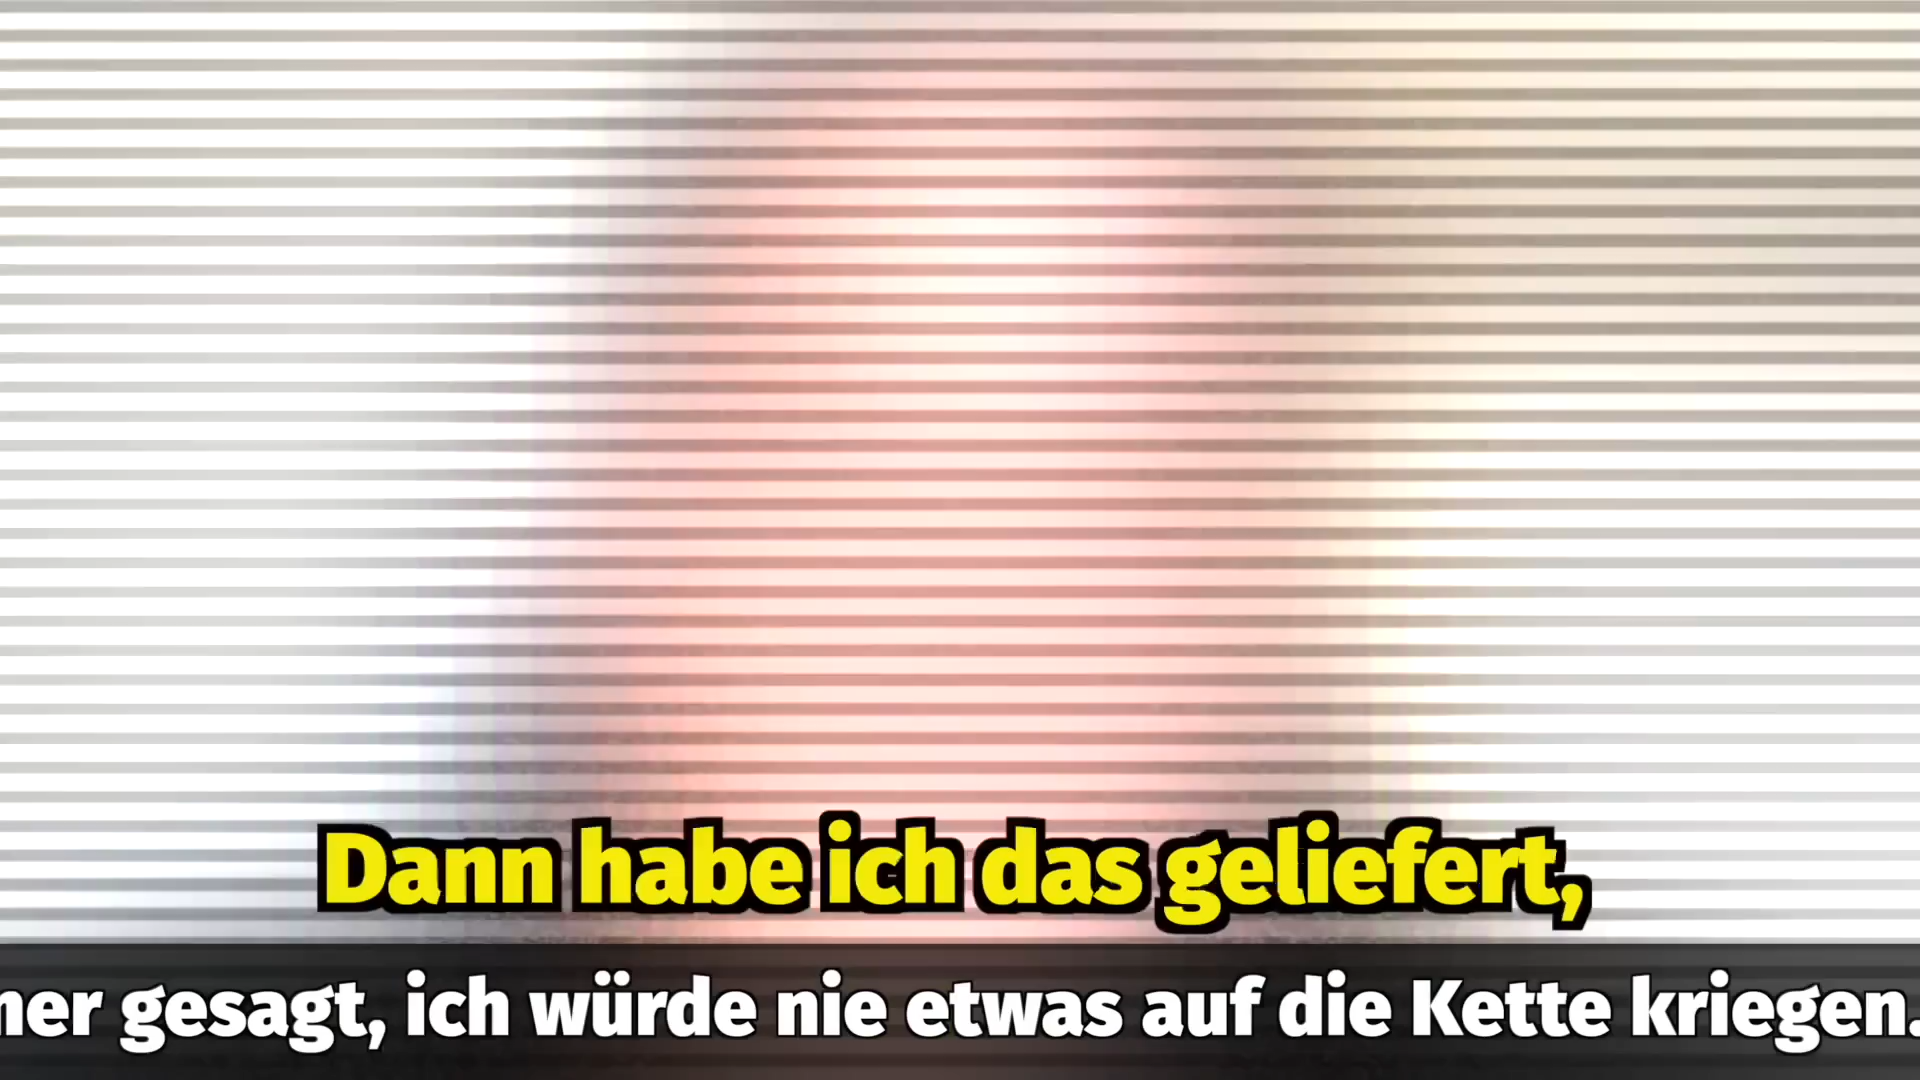 Dann habe ich das geliefert,
gesagt, ich würde nie etwas auf die Kette kriegen.